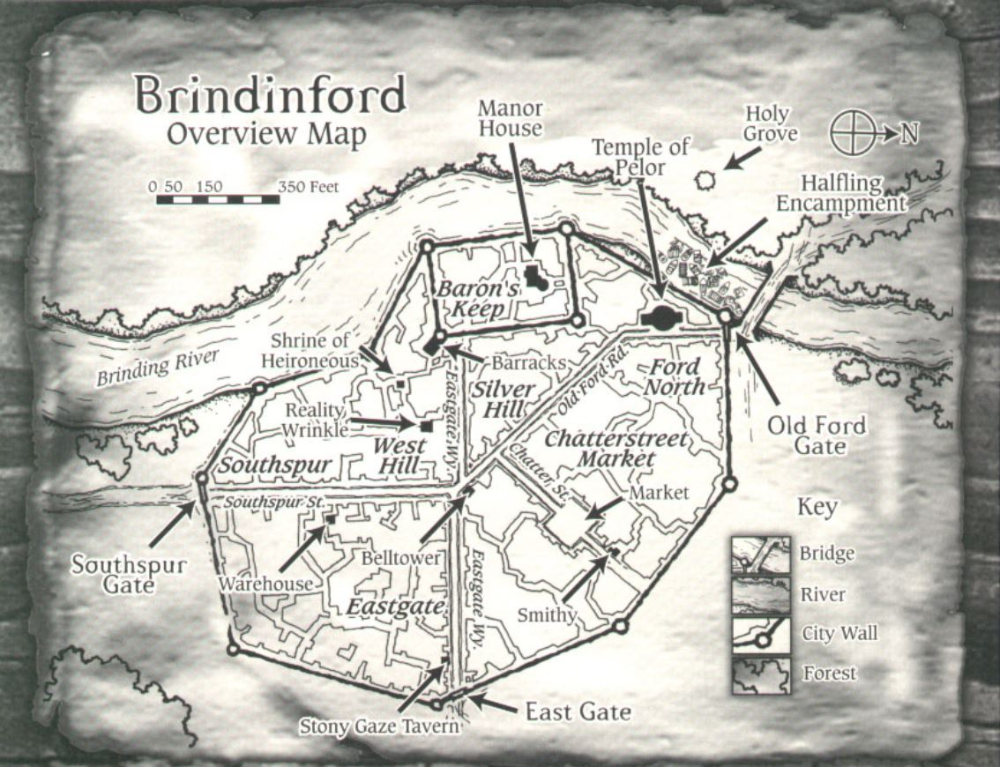 Brindinford
Overview Map
0 50 150 350 Feet
Manor
House
Temple of
Pelor
Holy
Grove
N
Halfling
Encampment
Baron's
Keep
Brinding River
Shrine of
Heironeous
Barracks
Reality
Wrinkle
Eastgate Wy.
Silver
Hill
Old Ford Rd.
Ford
North
Old Ford
Gate
West
Hill
Southspur
Chatterstreet
Market
Chatter St.
Southspur St.
Market
Southspur
Gate
Warehouse
Belltower
Eastgate
Eastgate Wy.
Smithy
Stony Gaze Tavern
East Gate
Key
Bridge
River
City Wall
Forest